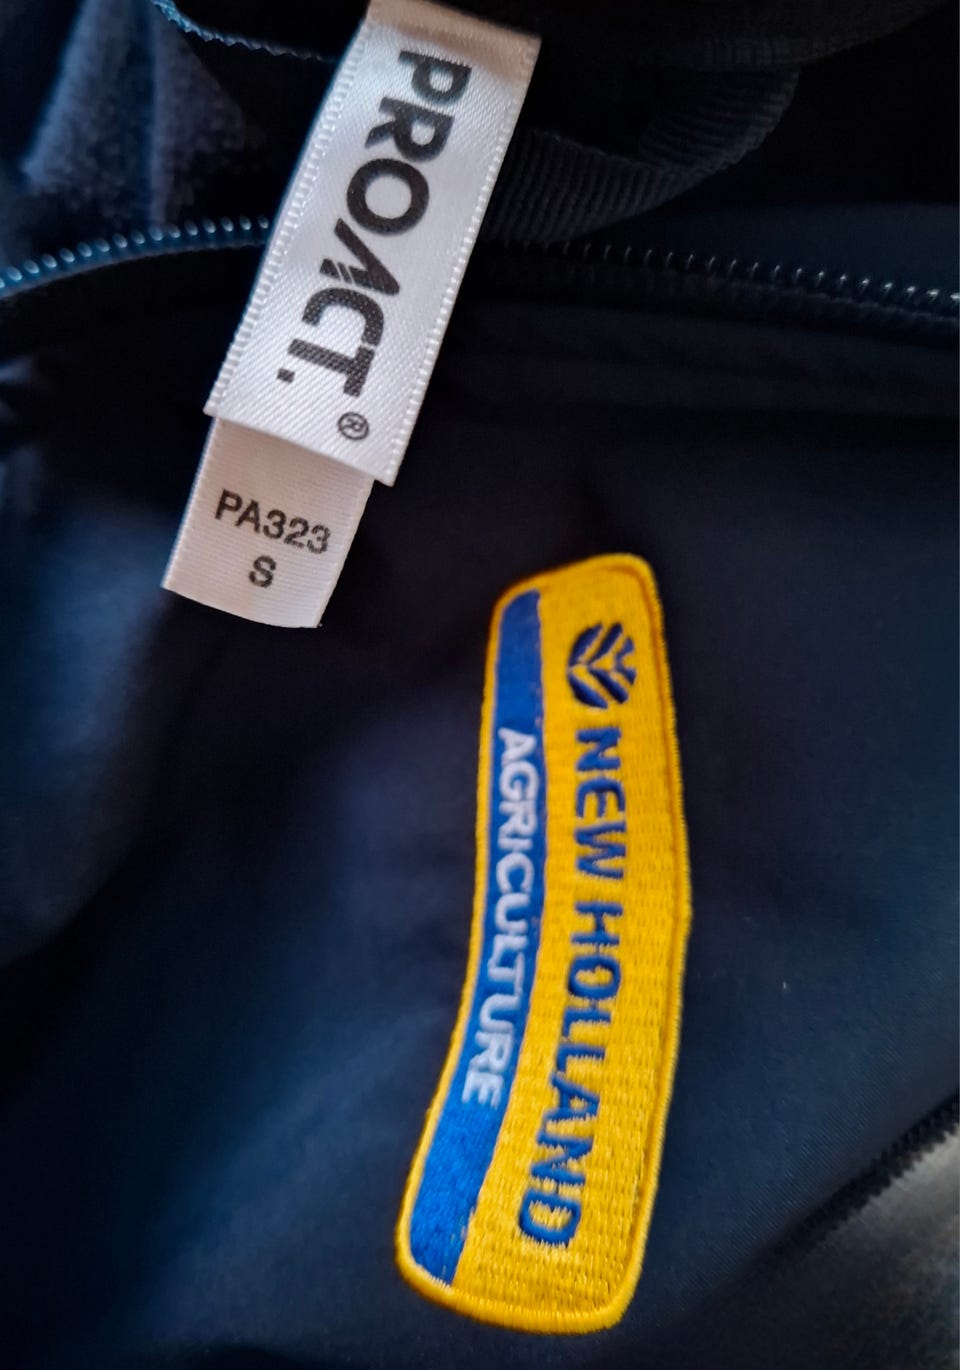 PROACT.®
PA323
S
NEW HOLLAND
AGRICULTURE